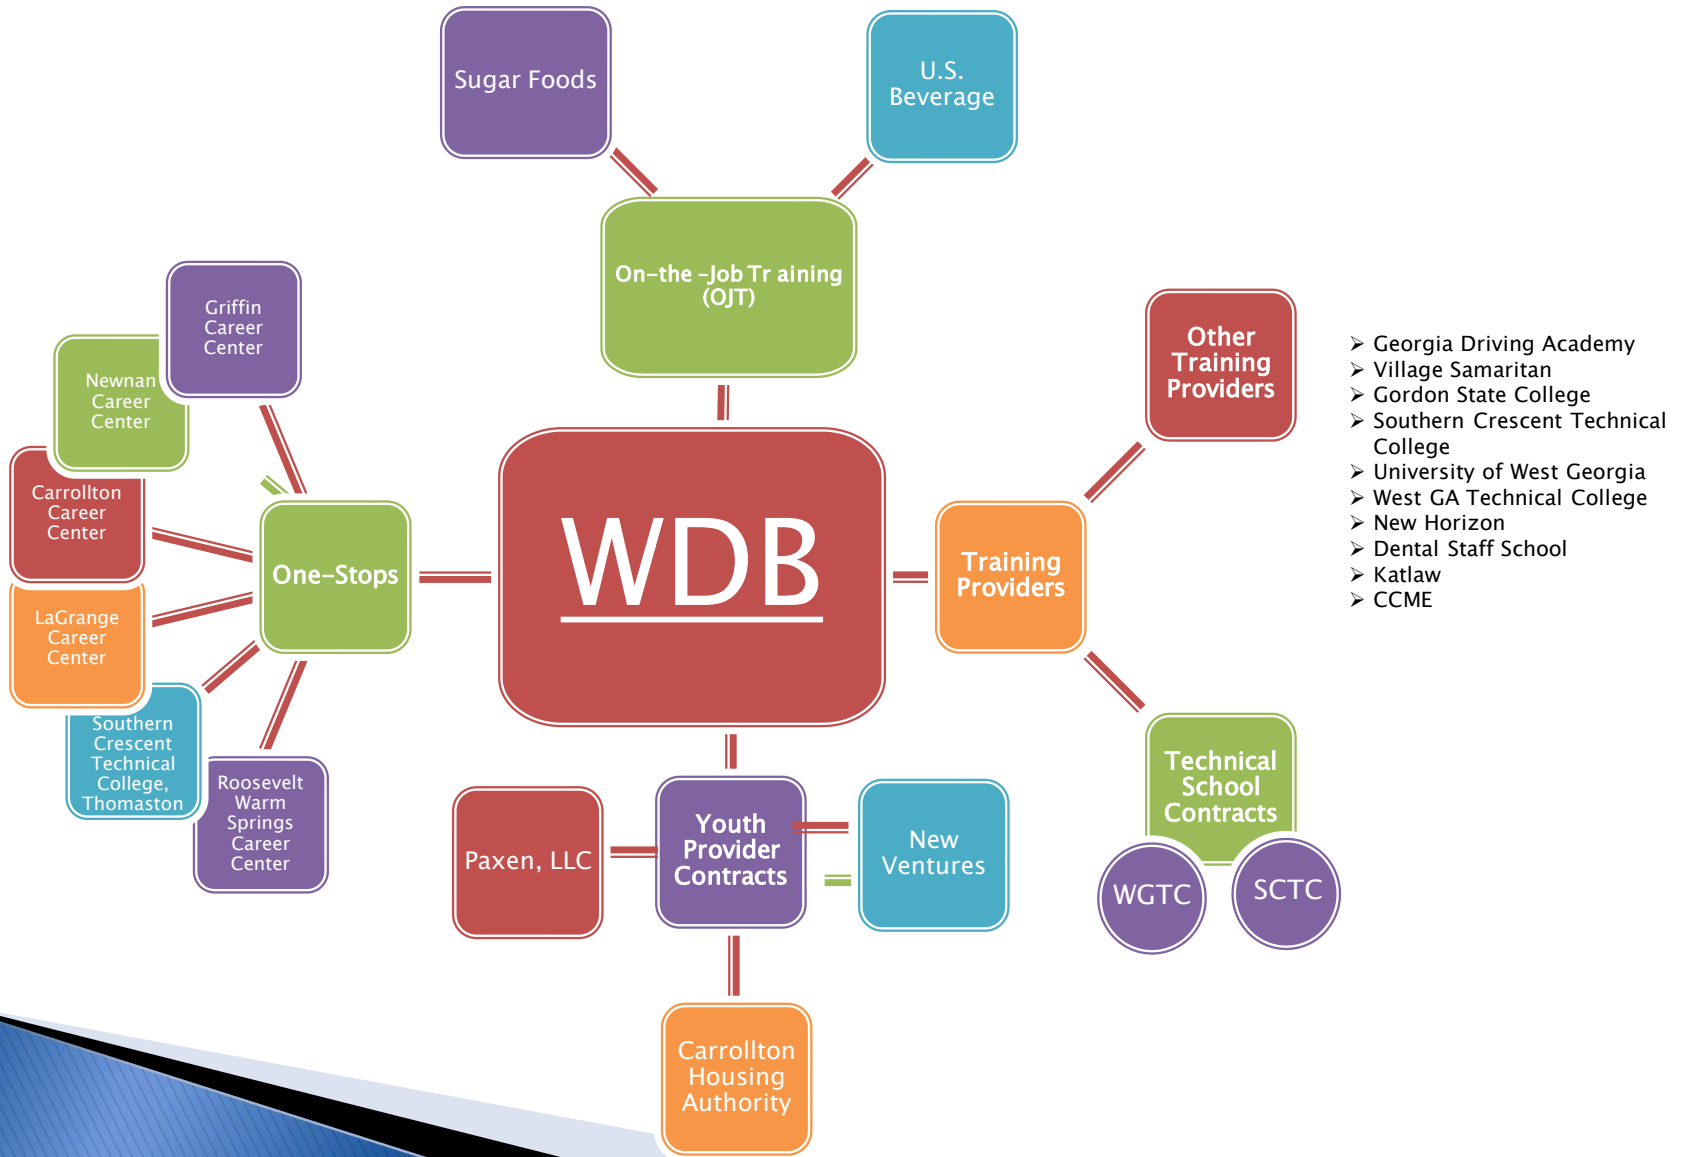 Sugar Foods
U.S.
Beverage
On-the -Job Tr aining
(OJT)
Griffin
Career
Center
Newnan
Career
Center
Carrollton
Career
Center
LaGrange
Career
Center
Southern
Crescent
Technical
College,
Thomaston
Roosevelt
Warm
Springs
Career
Center
One-Stops
WDB
Training
Providers
Other
Training
Providers
➢ Georgia Driving Academy
➢ Village Samaritan
➢ Gordon State College
➢ Southern Crescent Technical
College
➢ University of West Georgia
➢ West GA Technical College
➢ New Horizon
➢ Dental Staff School
➢ Katlaw
➢ CCME
Technical
School
Contracts
WGTC
SCTC
Paxen, LLC
Youth
Provider
Contracts
New
Ventures
Carrollton
Housing
Authority